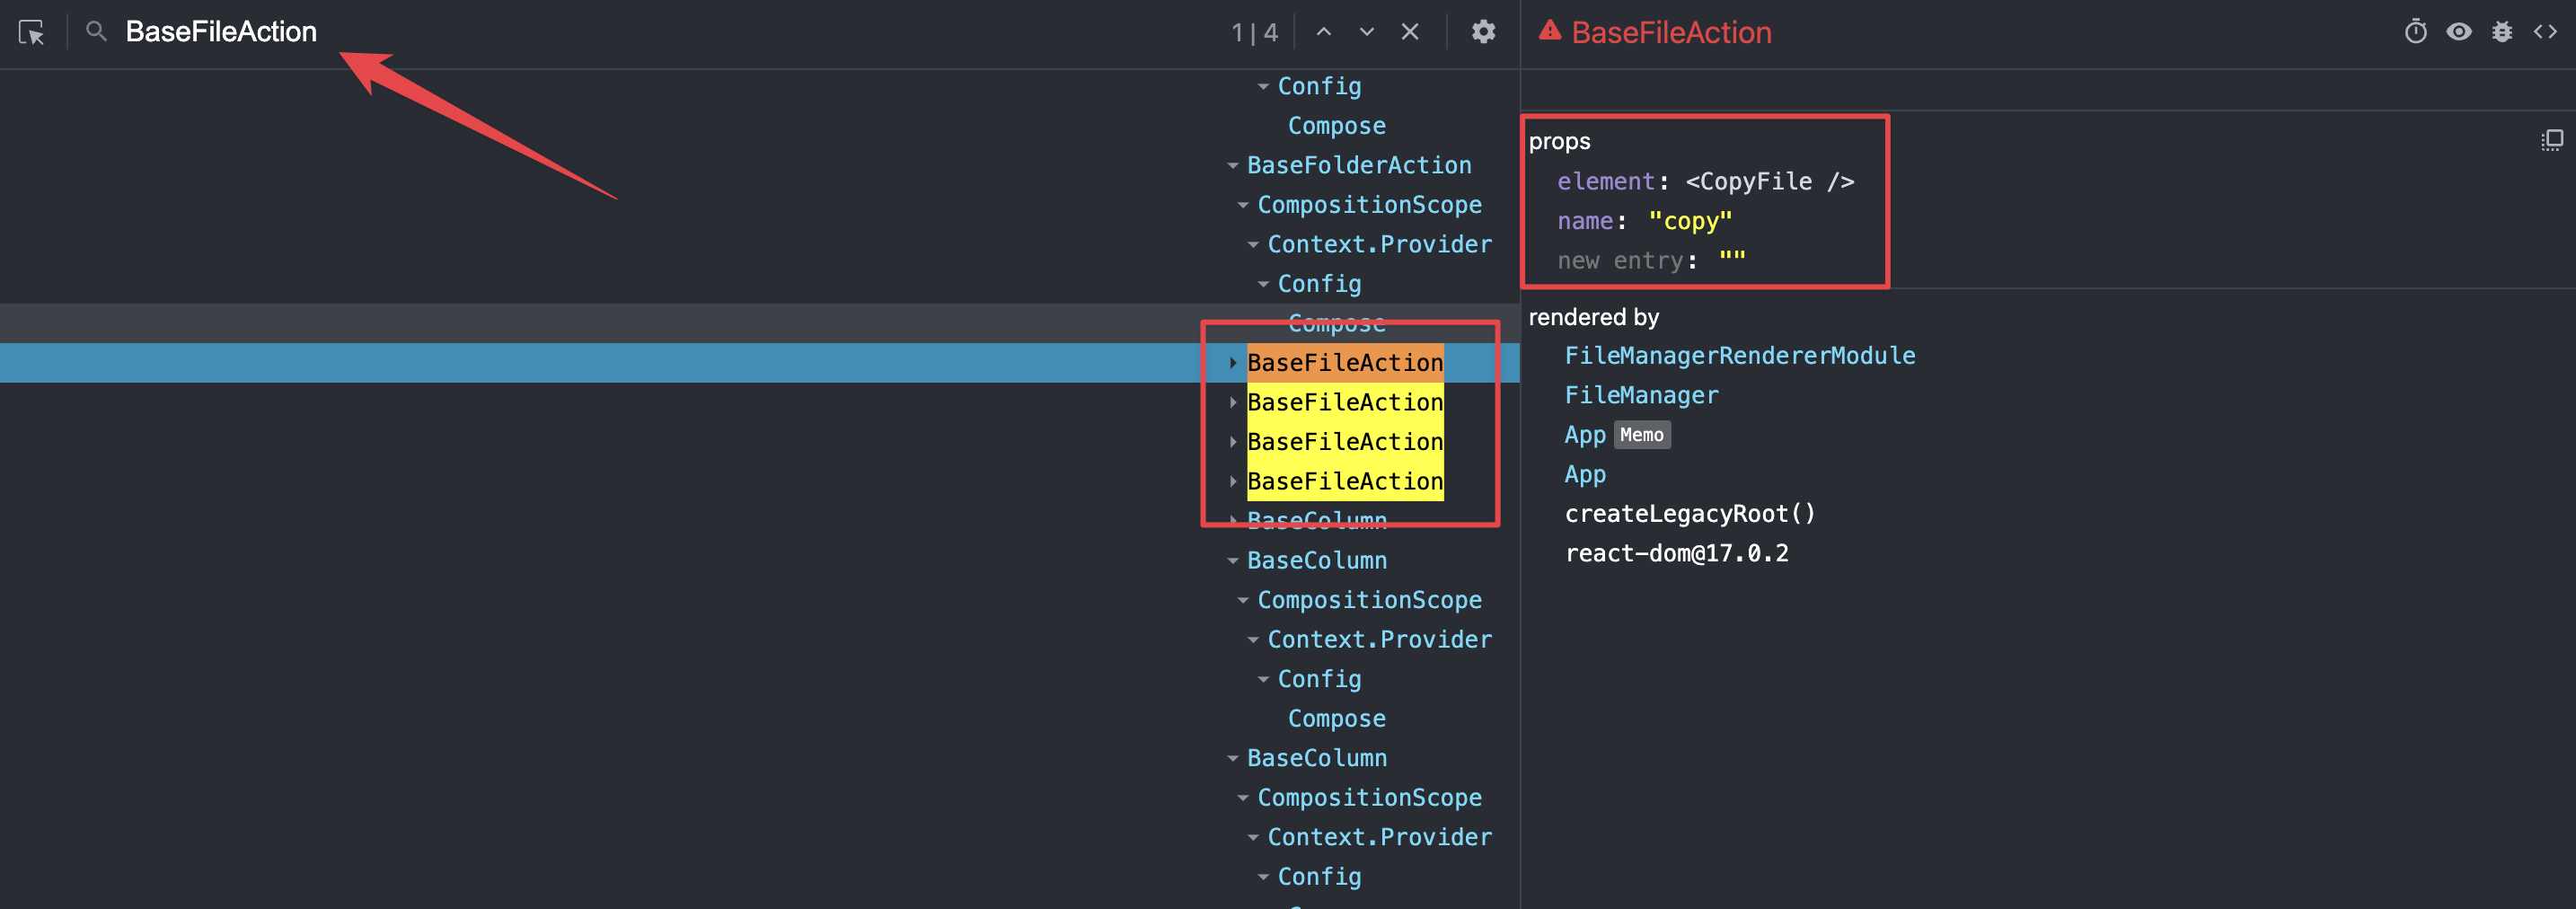 BaseFileAction
1 | 4
Config
Compose
BaseFolderAction
CompositionScope
Context.Provider
Config
Compose
BaseFileAction
BaseFileAction
BaseFileAction
BaseFileAction
BaseColumn
BaseColumn
CompositionScope
Context.Provider
Config
Compose
BaseColumn
CompositionScope
Context.Provider
Config
BaseFileAction
props
element: <CopyFile />
name: "copy"
new entry: ""
rendered by
FileManagerRendererModule
FileManager
App Memo
App
createLegacyRoot()
react-dom@17.0.2